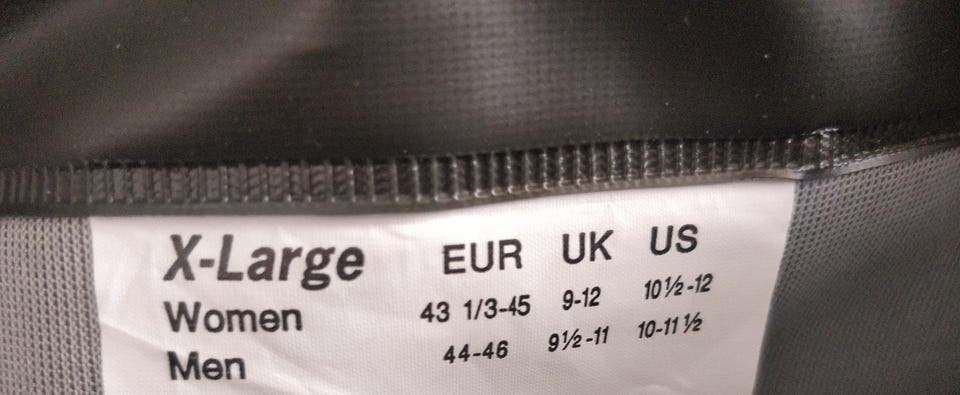 X-Large EUR UK US
Women 43 1/3-45 9-12 10½-12
Men 44-46 9½-11 10-11½